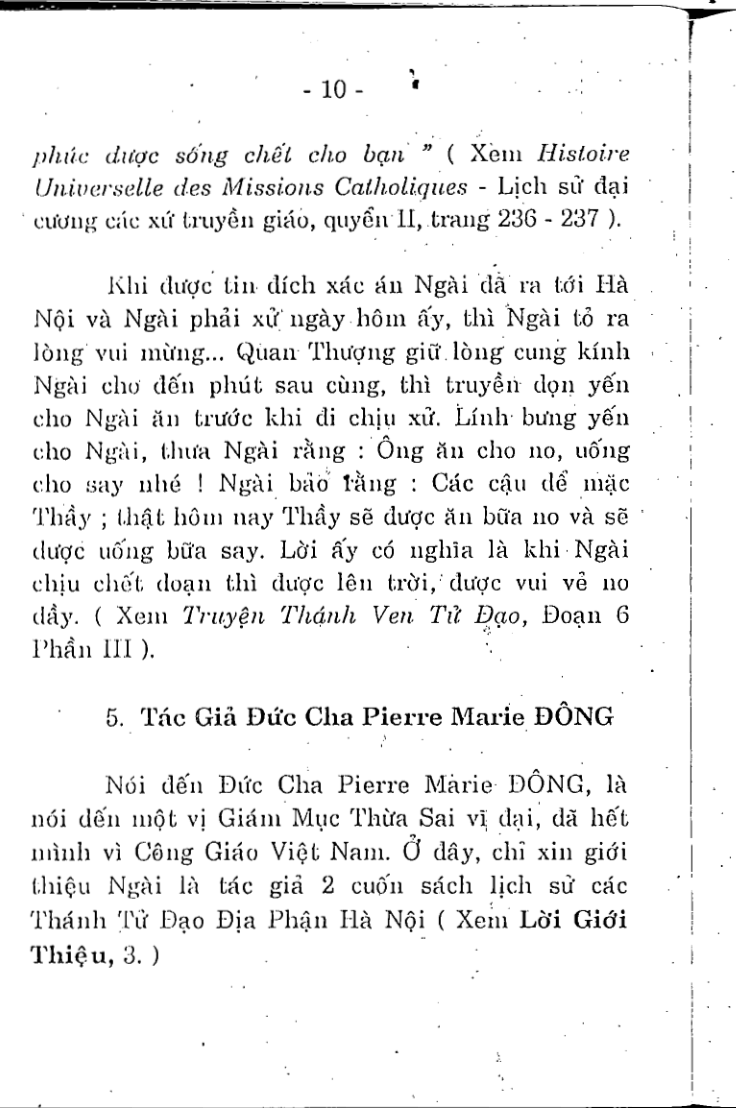 - 10 -
phúc được sống chết cho bạn ” ( Xem Histoire
Universelle des Missions Catholiques - Lịch sử đại
cương các xứ truyền giáo, quyển II, trang 236 - 237 ).
Khi được tin đích xác án Ngài đã ra tới Hà
Nội và Ngài phải xử ngày hôm ấy, thì Ngài tỏ ra
lòng vui mừng... Quan Thượng giữ lòng cung kính
Ngài cho đến phút sau cùng, thì truyền dọn yến
cho Ngài ăn trước khi đi chịu xử. Lính bưng yến
cho Ngài, thưa Ngài rằng : Ông ăn cho no, uống
cho say nhé ! Ngài bảo rằng : Các cậu để mặc
Thầy ; thật hôm nay Thầy sẽ được ăn bữa no và sẽ
được uống bữa say. Lời ấy có nghĩa là khi Ngài
chịu chết đoạn thì được lên trời, được vui vẻ no
đầy. ( Xem Truyện Thánh Ven Tử Đạo, Đoạn 6
Phần III ).
5. Tác Giả Đức Cha Pierre Marie ĐÔNG
Nói đến Đức Cha Pierre Marie ĐÔNG, là
nói đến một vị Giám Mục Thừa Sai vĩ đại, đã hết
mình vì Công Giáo Việt Nam. Ở đây, chỉ xin giới
thiệu Ngài là tác giả 2 cuốn sách lịch sử các
Thánh Tử Đạo Địa Phận Hà Nội ( Xem Lời Giới
Thiệu, 3. )